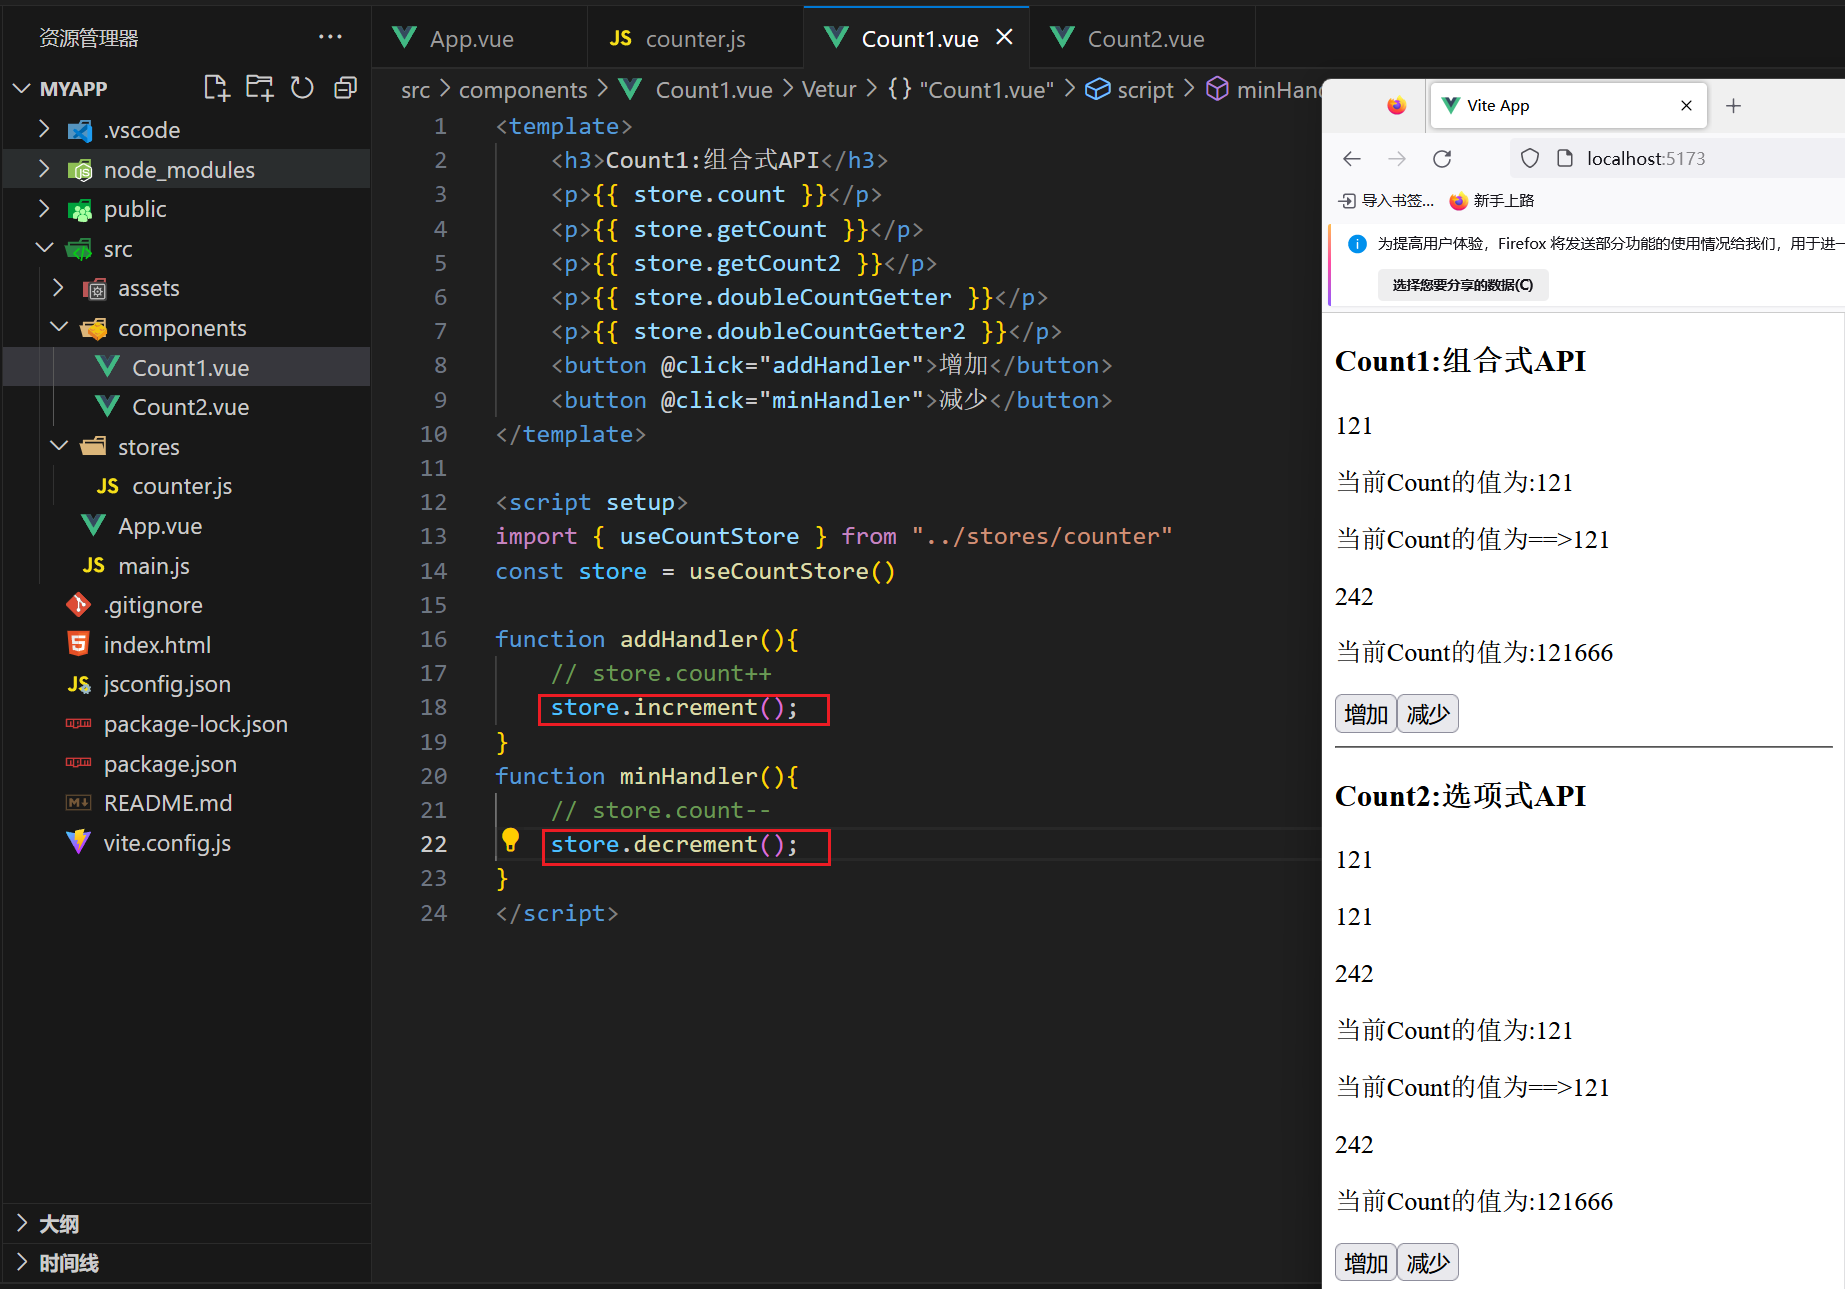 资源管理器
MYAPP
.vscode
node_modules
public
src
assets
components
Count1.vue
Count2.vue
stores
JS counter.js
App.vue
JS main.js
.gitignore
index.html
JS jsconfig.json
package-lock.json
package.json
README.md
vite.config.js
大纲
时间线
App.vue
JS counter.js
Count1.vue
Count2.vue
src > components > Count1.vue > Vetur > {} "Count1.vue" > script > minHand
1 <template>
2 <h3>Count1:组合式API</h3>
3 <p>{{ store.count }}</p>
4 <p>{{ store.getCount }}</p>
5 <p>{{ store.getCount2 }}</p>
6 <p>{{ store.doubleCountGetter }}</p>
7 <p>{{ store.doubleCountGetter2 }}</p>
8 <button @click="addHandler">增加</button>
9 <button @click="minHandler">减少</button>
10 </template>
11
12 <script setup>
13 import { useCountStore } from "../stores/counter"
14 const store = useCountStore()
15
16 function addHandler(){
17 // store.count++
18 store.increment();
19 }
20 function minHandler(){
21 // store.count--
22 store.decrement();
23 }
24 </script>
Vite App
localhost:5173
导入书签... 新手上路
为提高用户体验，Firefox 将发送部分功能的使用情况给我们，用于进一
选择您要分享的数据(C)
Count1:组合式API
121
当前Count的值为:121
当前Count的值为==>121
242
当前Count的值为:121666
增加 减少
Count2:选项式API
121
121
242
当前Count的值为:121
当前Count的值为==>121
242
当前Count的值为:121666
增加 减少